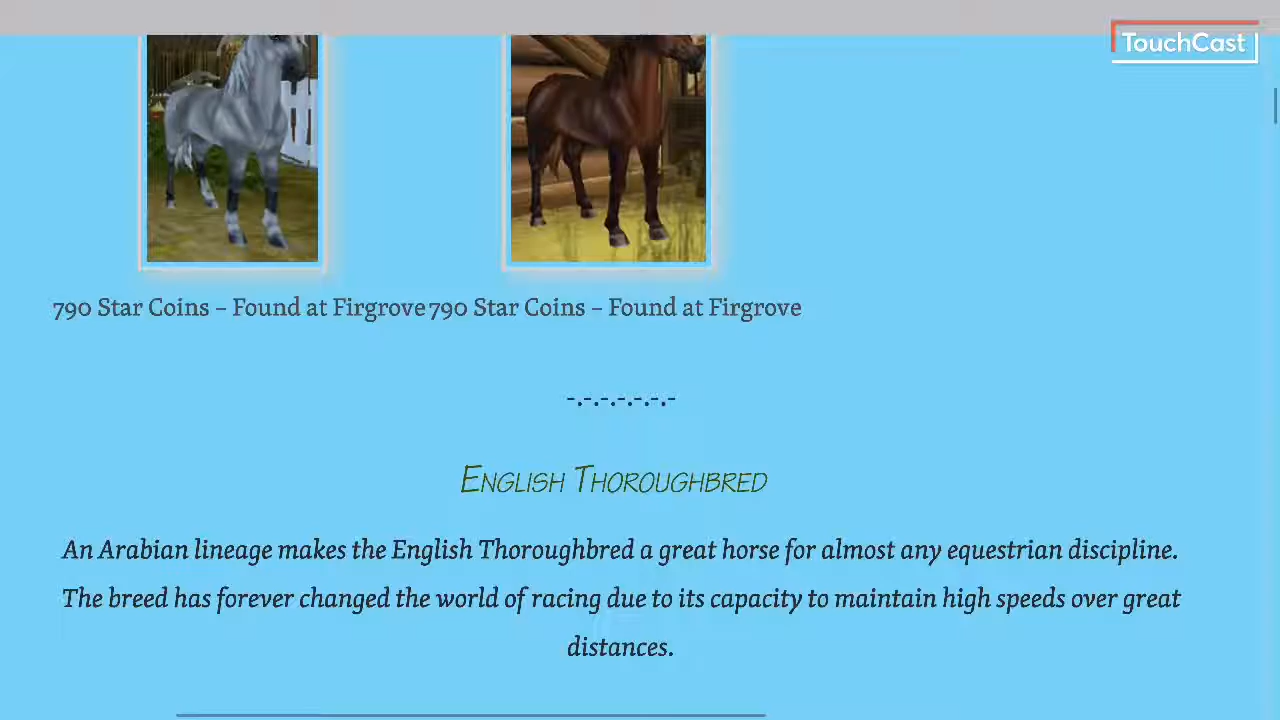 TouchCast
790 Star Coins – Found at Firgrove 790 Star Coins – Found at Firgrove
-.-.-.-.-.-.-
English Thoroughbred
An Arabian lineage makes the English Thoroughbred a great horse for almost any equestrian discipline.
The breed has forever changed the world of racing due to its capacity to maintain high speeds over great
distances.